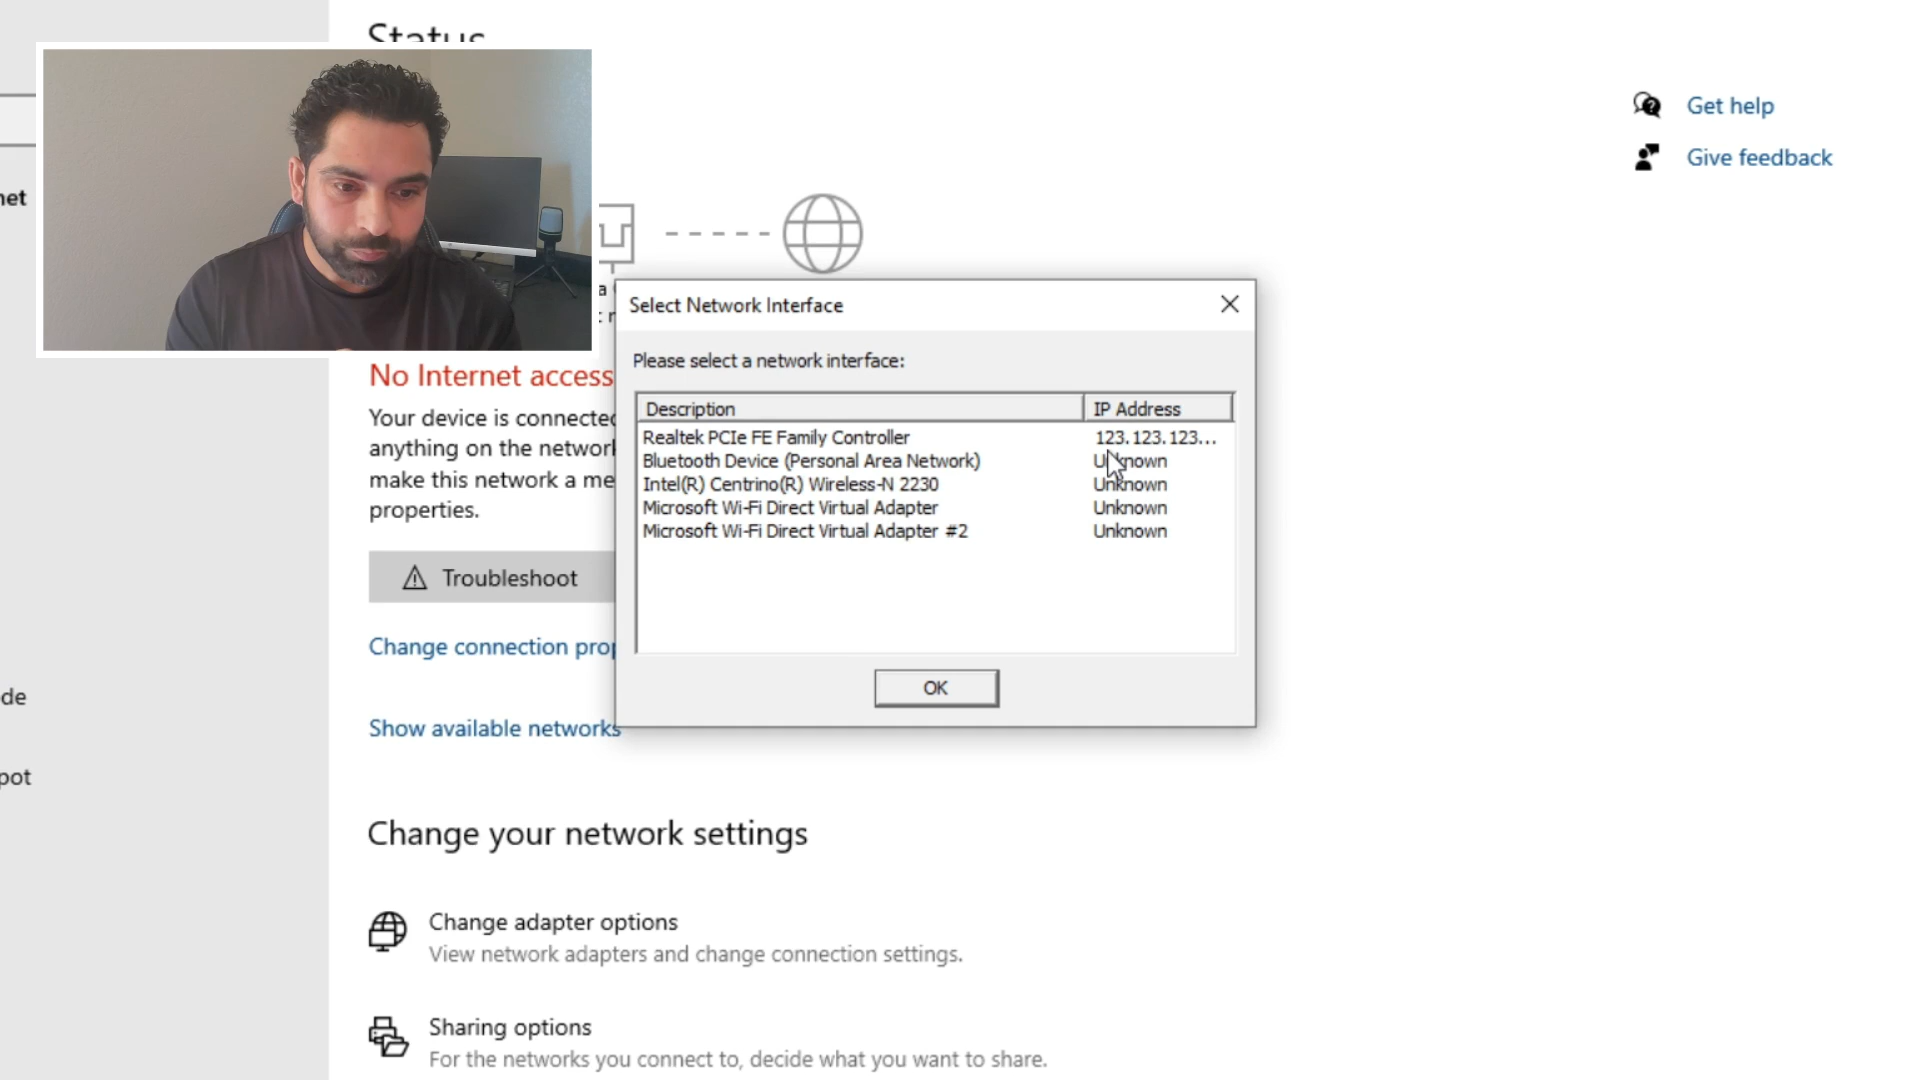 Status
Get help
Give feedback
net
Select Network Interface
Please select a network interface:
Description IP Address
Realtek PCIe FE Family Controller 123.123.123...
Bluetooth Device (Personal Area Network) Unknown
Intel(R) Centrino(R) Wireless-N 2230 Unknown
Microsoft Wi-Fi Direct Virtual Adapter Unknown
Microsoft Wi-Fi Direct Virtual Adapter #2 Unknown
OK
No Internet access
Your device is connected
anything on the network
make this network a me
properties.
Troubleshoot
Change connection prop
de
Show available networks
pot
Change your network settings
Change adapter options
View network adapters and change connection settings.
Sharing options
For the networks you connect to, decide what you want to share.